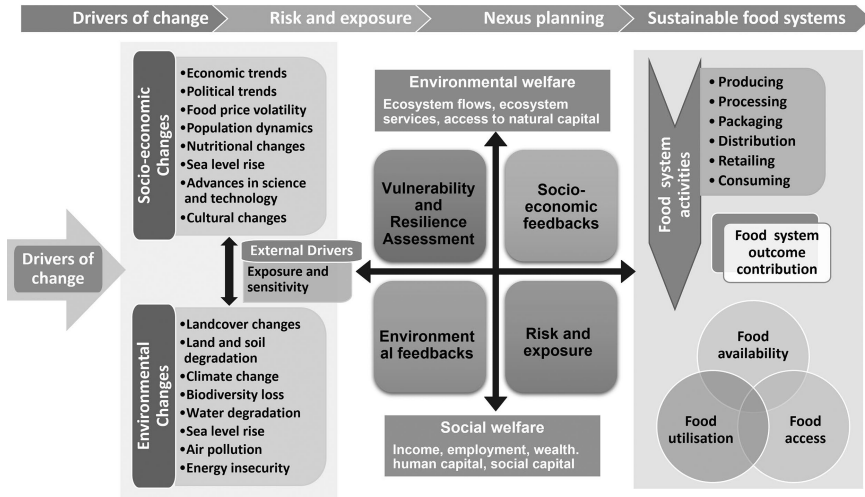 Drivers of change
Risk and exposure
Nexus planning
Sustainable food systems
Drivers of
change
Socio-economic
Changes
•Economic trends
•Political trends
•Food price volatility
•Population dynamics
•Nutritional changes
•Sea level rise
•Advances in science
and technology
•Cultural changes
External Drivers
Exposure and
sensitivity
Environmental
Changes
•Landcover changes
•Land and soil
degradation
•Climate change
•Biodiversity loss
•Water degradation
•Sea level rise
•Air pollution
•Energy insecurity
Environmental welfare
Ecosystem flows, ecosystem
services, access to natural capital
Vulnerability
and
Resilience
Assessment
Socio-
economic
feedbacks
Environment
al feedbacks
Risk and
exposure
Social welfare
Income, employment, wealth.
human capital, social capital
Food system
activities
• Producing
• Processing
• Packaging
• Distribution
• Retailing
• Consuming
Food system
outcome
contribution
Food
availability
Food
utilisation
Food
access